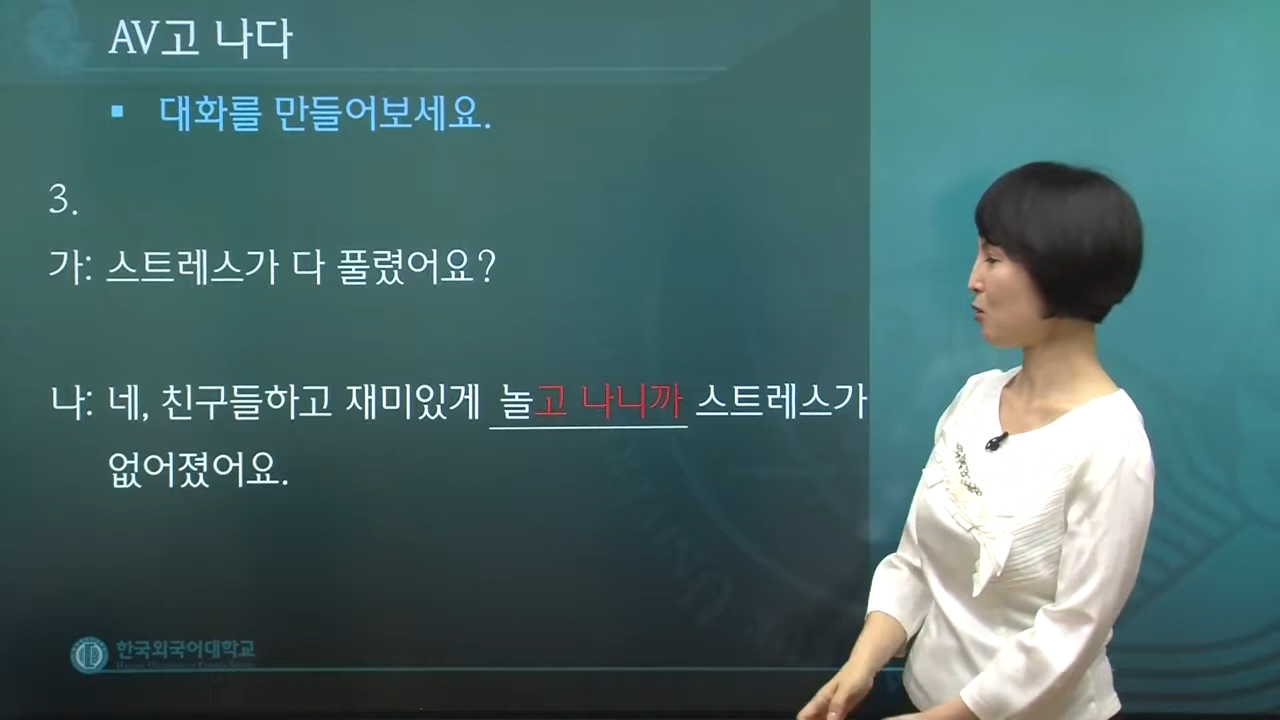 AV고 나다
▪ 대화를 만들어보세요.
3.
가: 스트레스가 다 풀렸어요?
나: 네, 친구들하고 재미있게 놀고 나니까 스트레스가
없어졌어요.
한국외국어대학교